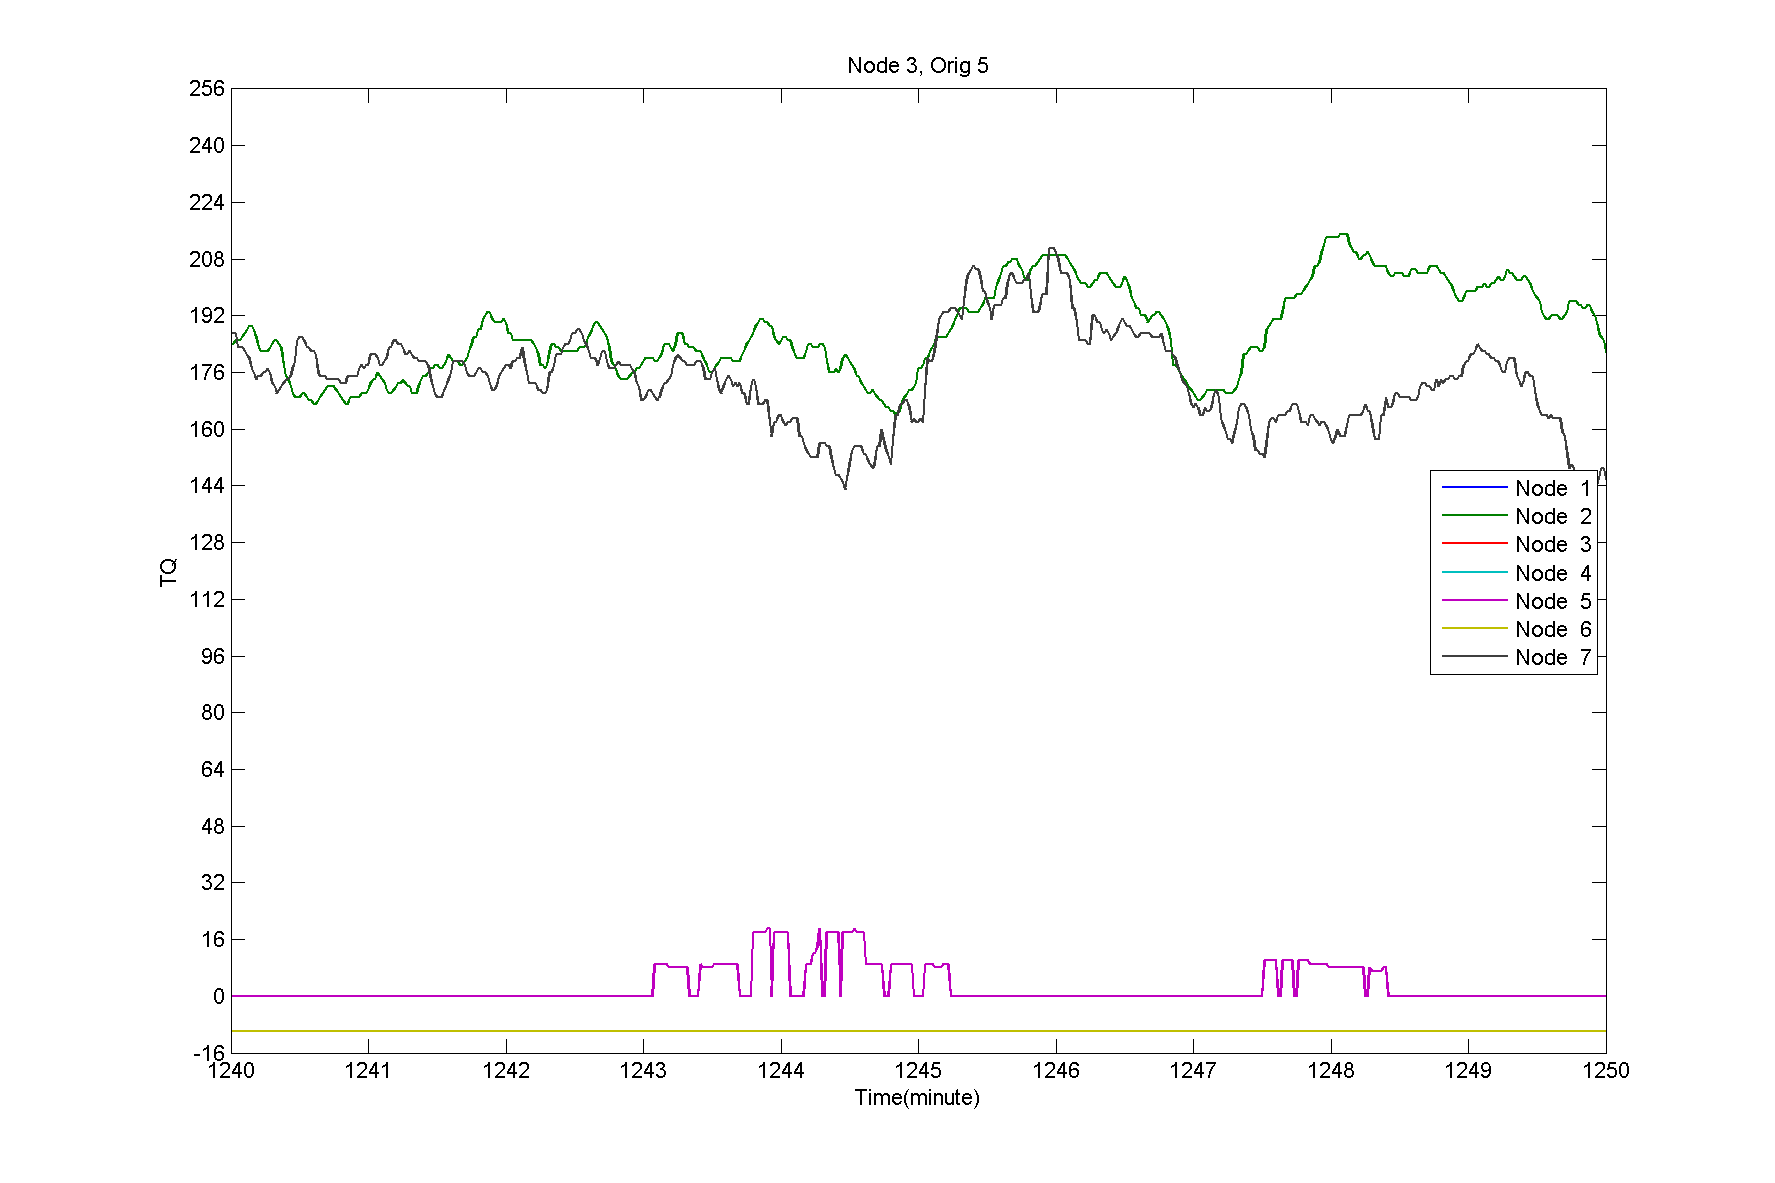 Node 3, Orig 5
256
240
224
208
192
176
160
144
128
112
96
80
64
48
32
16
0
-16
TQ
Node 1
Node 2
Node 3
Node 4
Node 5
Node 6
Node 7
1240 1241 1242 1243 1244 1245 1246 1247 1248 1249 1250
Time(minute)